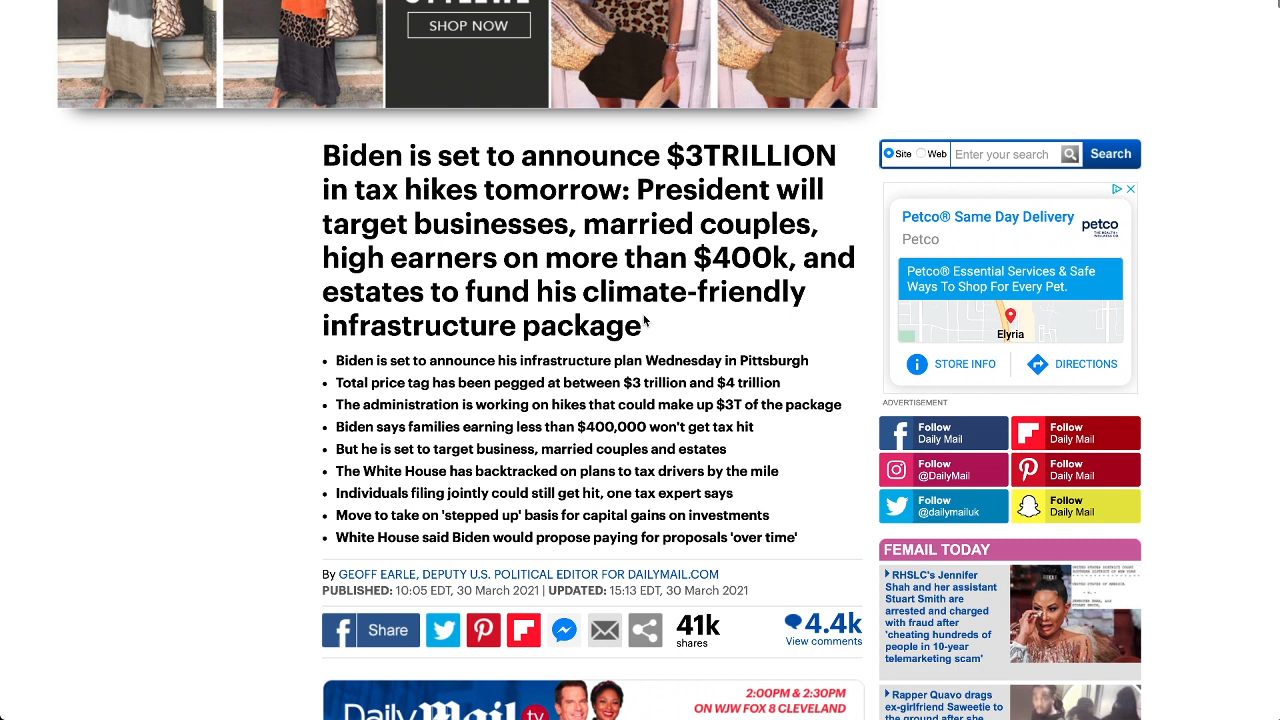 SHOP NOW
Biden is set to announce $3TRILLION
in tax hikes tomorrow: President will
target businesses, married couples,
high earners on more than $400k, and
estates to fund his climate-friendly
infrastructure package
Biden is set to announce his infrastructure plan Wednesday in Pittsburgh
Total price tag has been pegged at between $3 trillion and $4 trillion
The administration is working on hikes that could make up $3T of the package
Biden says families earning less than $400,000 won't get tax hit
But he is set to target business, married couples and estates
The White House has backtracked on plans to tax drivers by the mile
Individuals filing jointly could still get hit, one tax expert says
Move to take on 'stepped up' basis for capital gains on investments
White House said Biden would propose paying for proposals 'over time'
By GEOFF EARLE, DEPUTY U.S. POLITICAL EDITOR FOR DAILYMAIL.COM
PUBLISHED: 10:03 EDT, 30 March 2021 | UPDATED: 15:13 EDT, 30 March 2021
Share
41k
shares
4.4k
View comments
Daily Mail tv
2:00PM & 2:30PM
ON WJW FOX 8 CLEVELAND
Site Web Enter your search Search
Petco® Same Day Delivery
Petco
petco
Petco® Essential Services & Safe
Ways To Shop For Every Pet.
Elyria
STORE INFO
DIRECTIONS
ADVERTISEMENT
Follow
Daily Mail
Follow
Daily Mail
Follow
@DailyMail
Follow
Daily Mail
Follow
@dailymailuk
Follow
Daily Mail
FEMAIL TODAY
RHSLC's Jennifer
Shah and her assistant
Stuart Smith are
arrested and charged
with fraud after
'cheating hundreds of
people in 10-year
telemarketing scam'
Rapper Quavo drags
ex-girlfriend Saweetie to
the ground after she